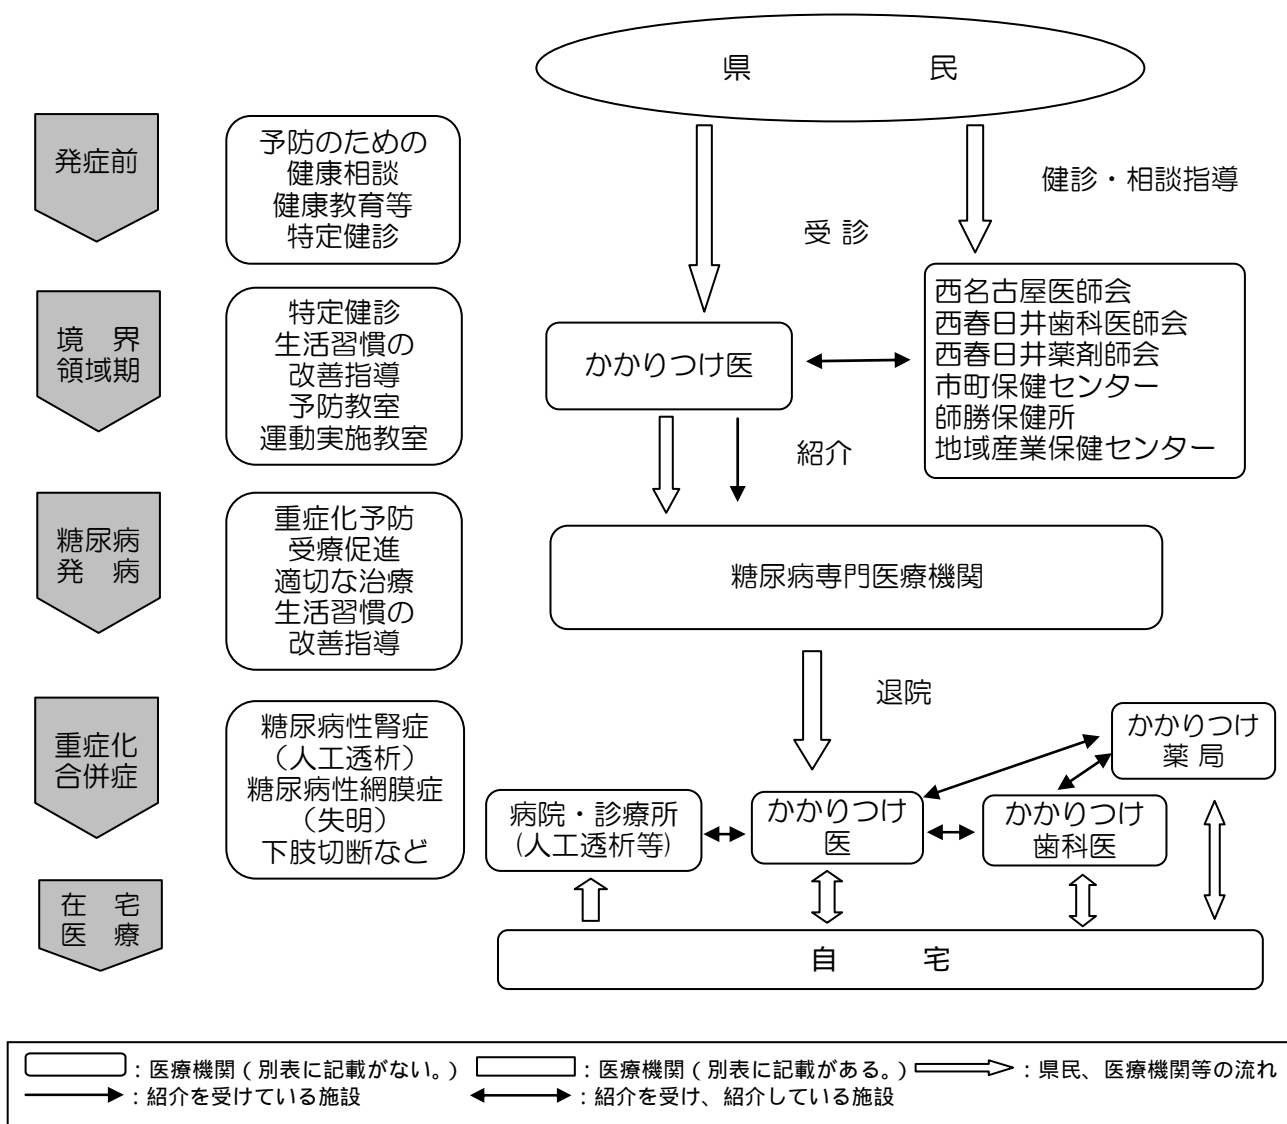 県　民
発症前
予防のための
健康相談
健康教育等
特定健診
健診・相談指導
受 診
境　界
領域期
特定健診
生活習慣の
改善指導
予防教室
運動実施教室
かかりつけ医
西名古屋医師会
西春日井歯科医師会
西春日井薬剤師会
市町保健センター
師勝保健所
地域産業保健センター
紹介
糖尿病
発　病
重症化予防
受療促進
適切な治療
生活習慣の
改善指導
糖尿病専門医療機関
退院
重症化
合併症
糖尿病性腎症
（人工透析）
糖尿病性網膜症
（失明）
下肢切断など
かかりつけ
薬 局
病院・診療所
(人工透析等)
かかりつけ
医
かかりつけ
歯科医
在　宅
医　療
自　宅
：医療機関（別表に記載がない。）
：医療機関（別表に記載がある。）
：県民、医療機関等の流れ
：紹介を受けている施設
：紹介を受け、紹介している施設